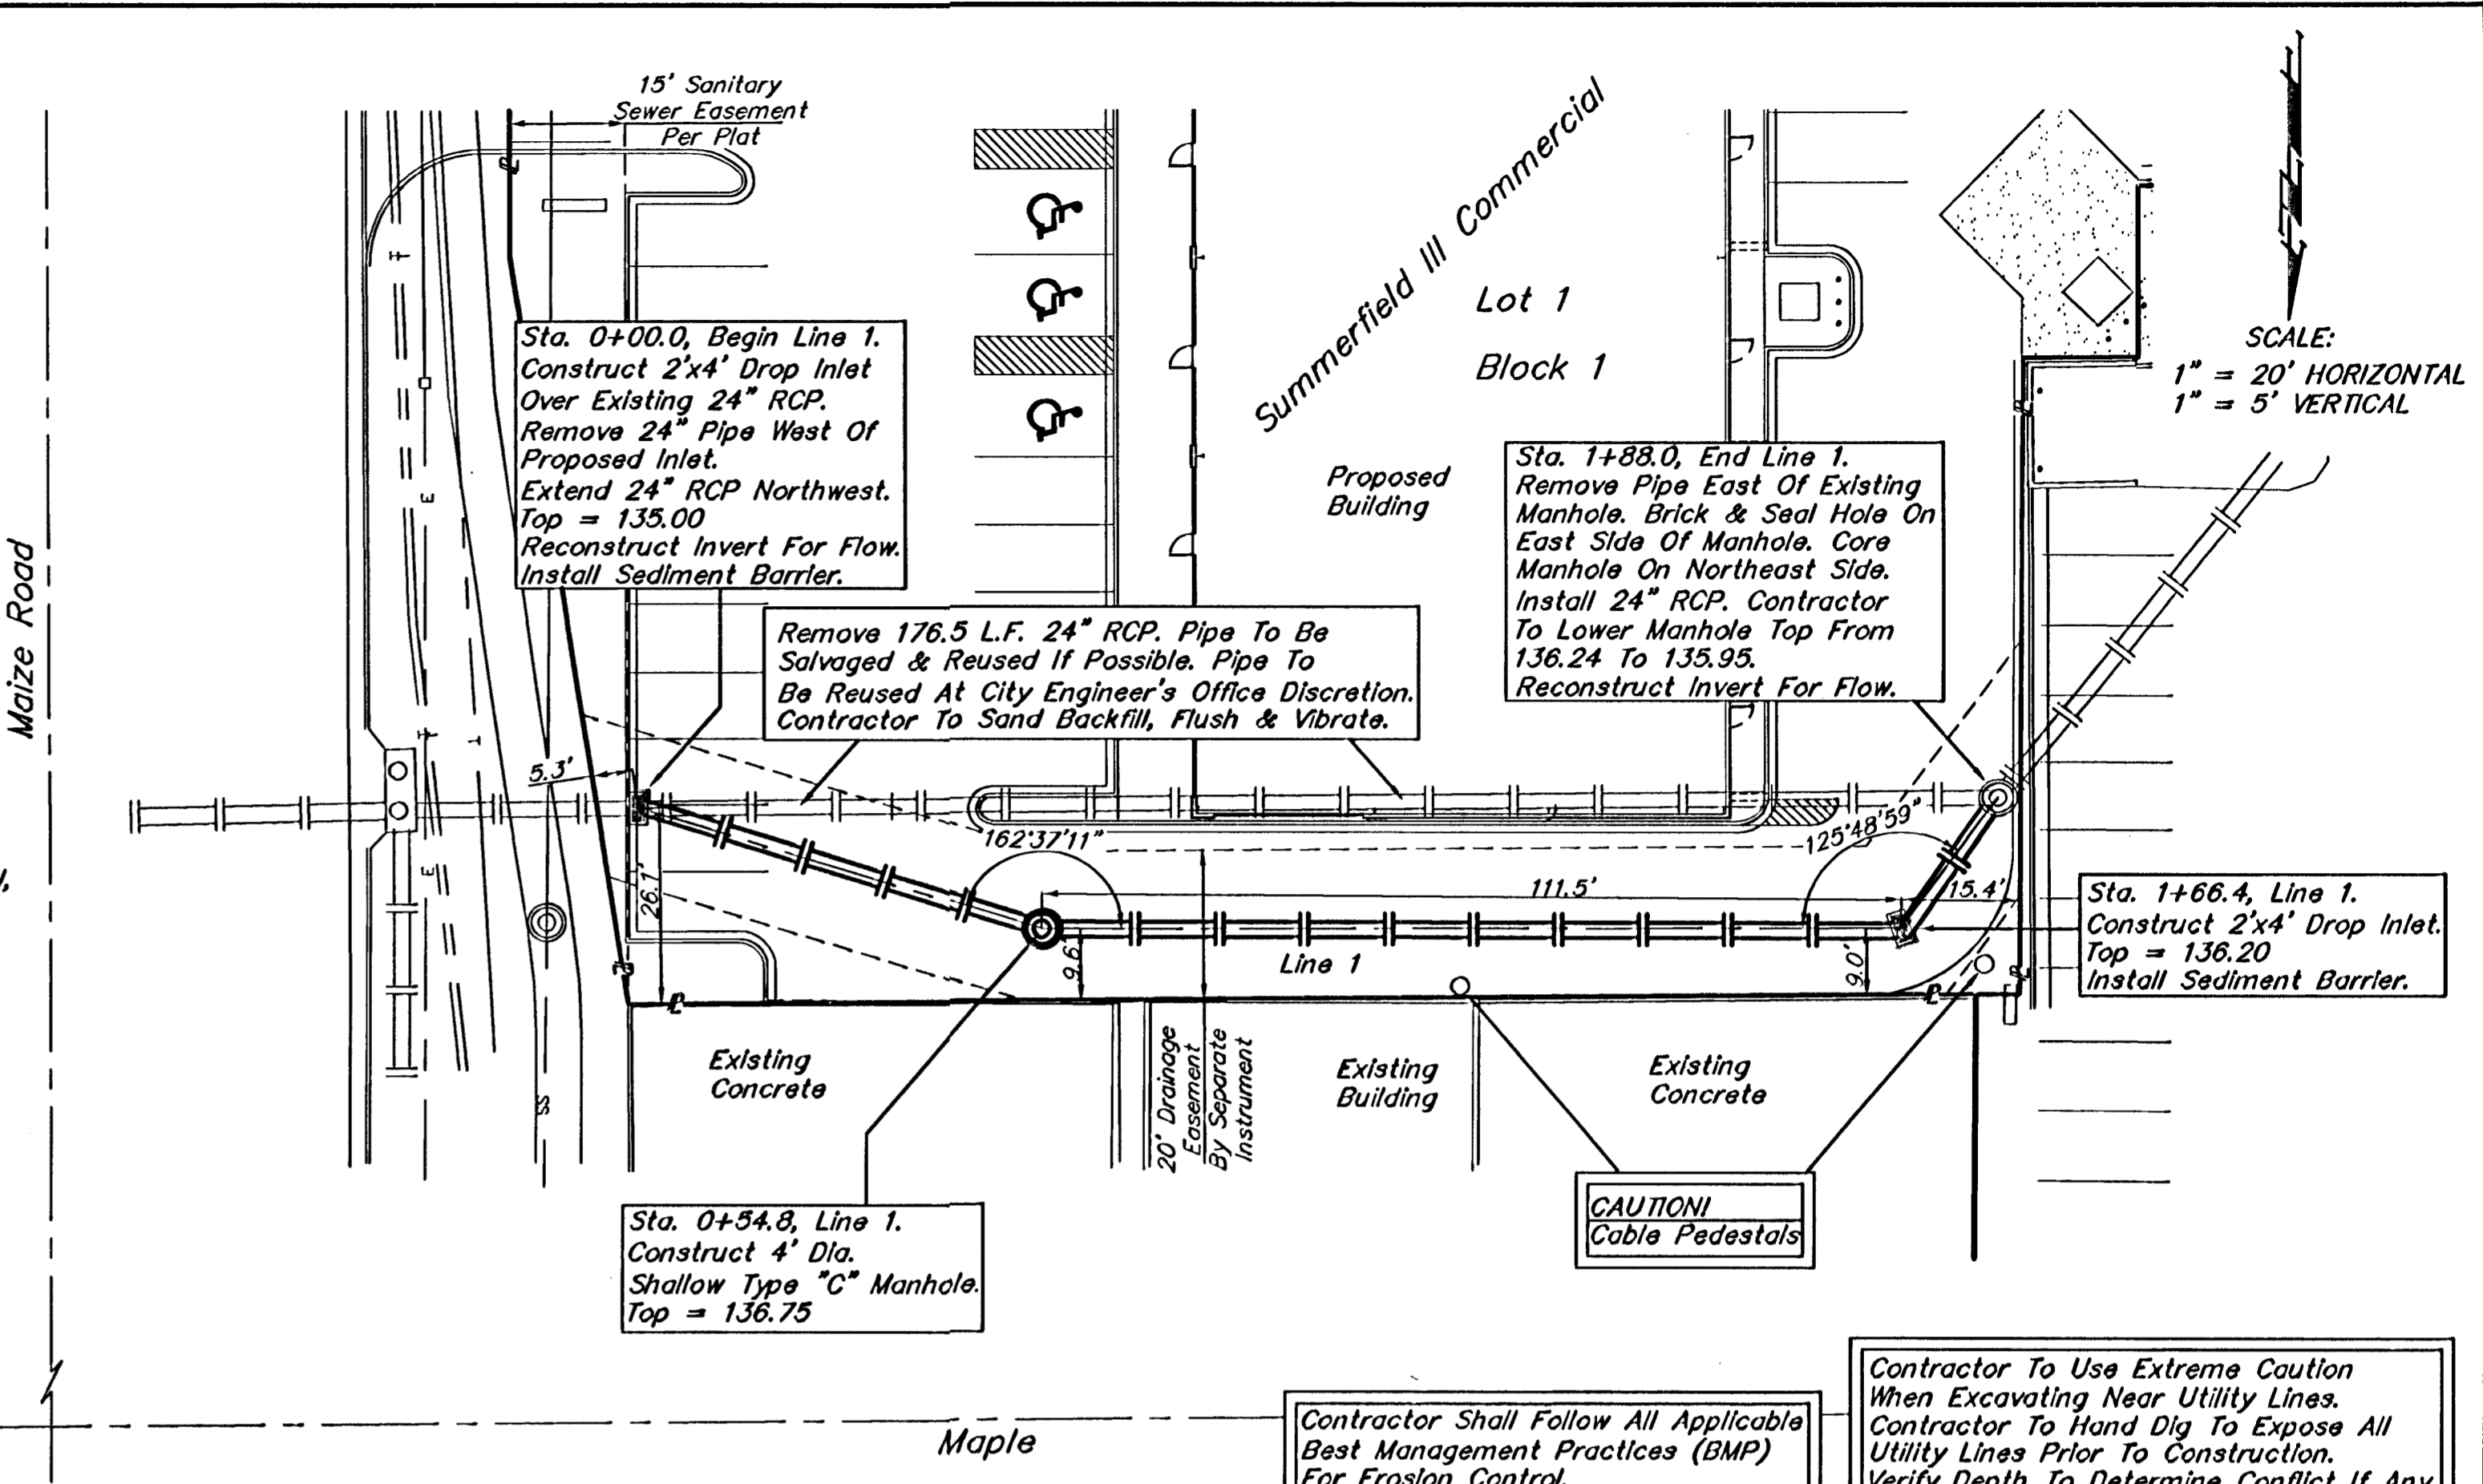 15' Sanitary
Sewer Easement
Per Plat
Summerfield III Commercial
Lot 1
Block 1
SCALE:
1" = 20' HORIZONTAL
1" = 5' VERTICAL
Sta. 0+00.0, Begin Line 1.
Construct 2'x4' Drop Inlet
Over Existing 24" RCP.
Remove 24" Pipe West Of
Proposed Inlet.
Extend 24" RCP Northwest.
Top = 135.00
Reconstruct Invert For Flow.
Install Sediment Barrier.
Proposed
Building
Sta. 1+88.0, End Line 1.
Remove Pipe East Of Existing
Manhole. Brick & Seal Hole On
East Side Of Manhole. Core
Manhole On Northeast Side.
Install 24" RCP. Contractor
To Lower Manhole Top From
136.24 To 135.95.
Reconstruct Invert For Flow.
Maize Road
Remove 176.5 L.F. 24" RCP. Pipe To Be
Salvaged & Reused If Possible. Pipe To
Be Reused At City Engineer's Office Discretion.
Contractor To Sand Backfill, Flush & Vibrate.
T
E
T
E
SS
5.3'
26.1'
162°37'11"
125°48'59"
111.5'
15.4'
9.6'
Line 1
9.0'
Sta. 1+66.4, Line 1.
Construct 2'x4' Drop Inlet.
Top = 136.20
Install Sediment Barrier.
Existing
Concrete
20' Drainage
Easement
By Separate
Instrument
Existing
Building
Existing
Concrete
CAUTION!
Cable Pedestals
Sta. 0+54.8, Line 1.
Construct 4' Dia.
Shallow Type "C" Manhole.
Top = 136.75
Maple
Contractor Shall Follow All Applicable
Best Management Practices (BMP)
For Erosion Control.
Contractor To Use Extreme Caution
When Excavating Near Utility Lines.
Contractor To Hand Dig To Expose All
Utility Lines Prior To Construction.
Verify Depth To Determine Conflict If Any